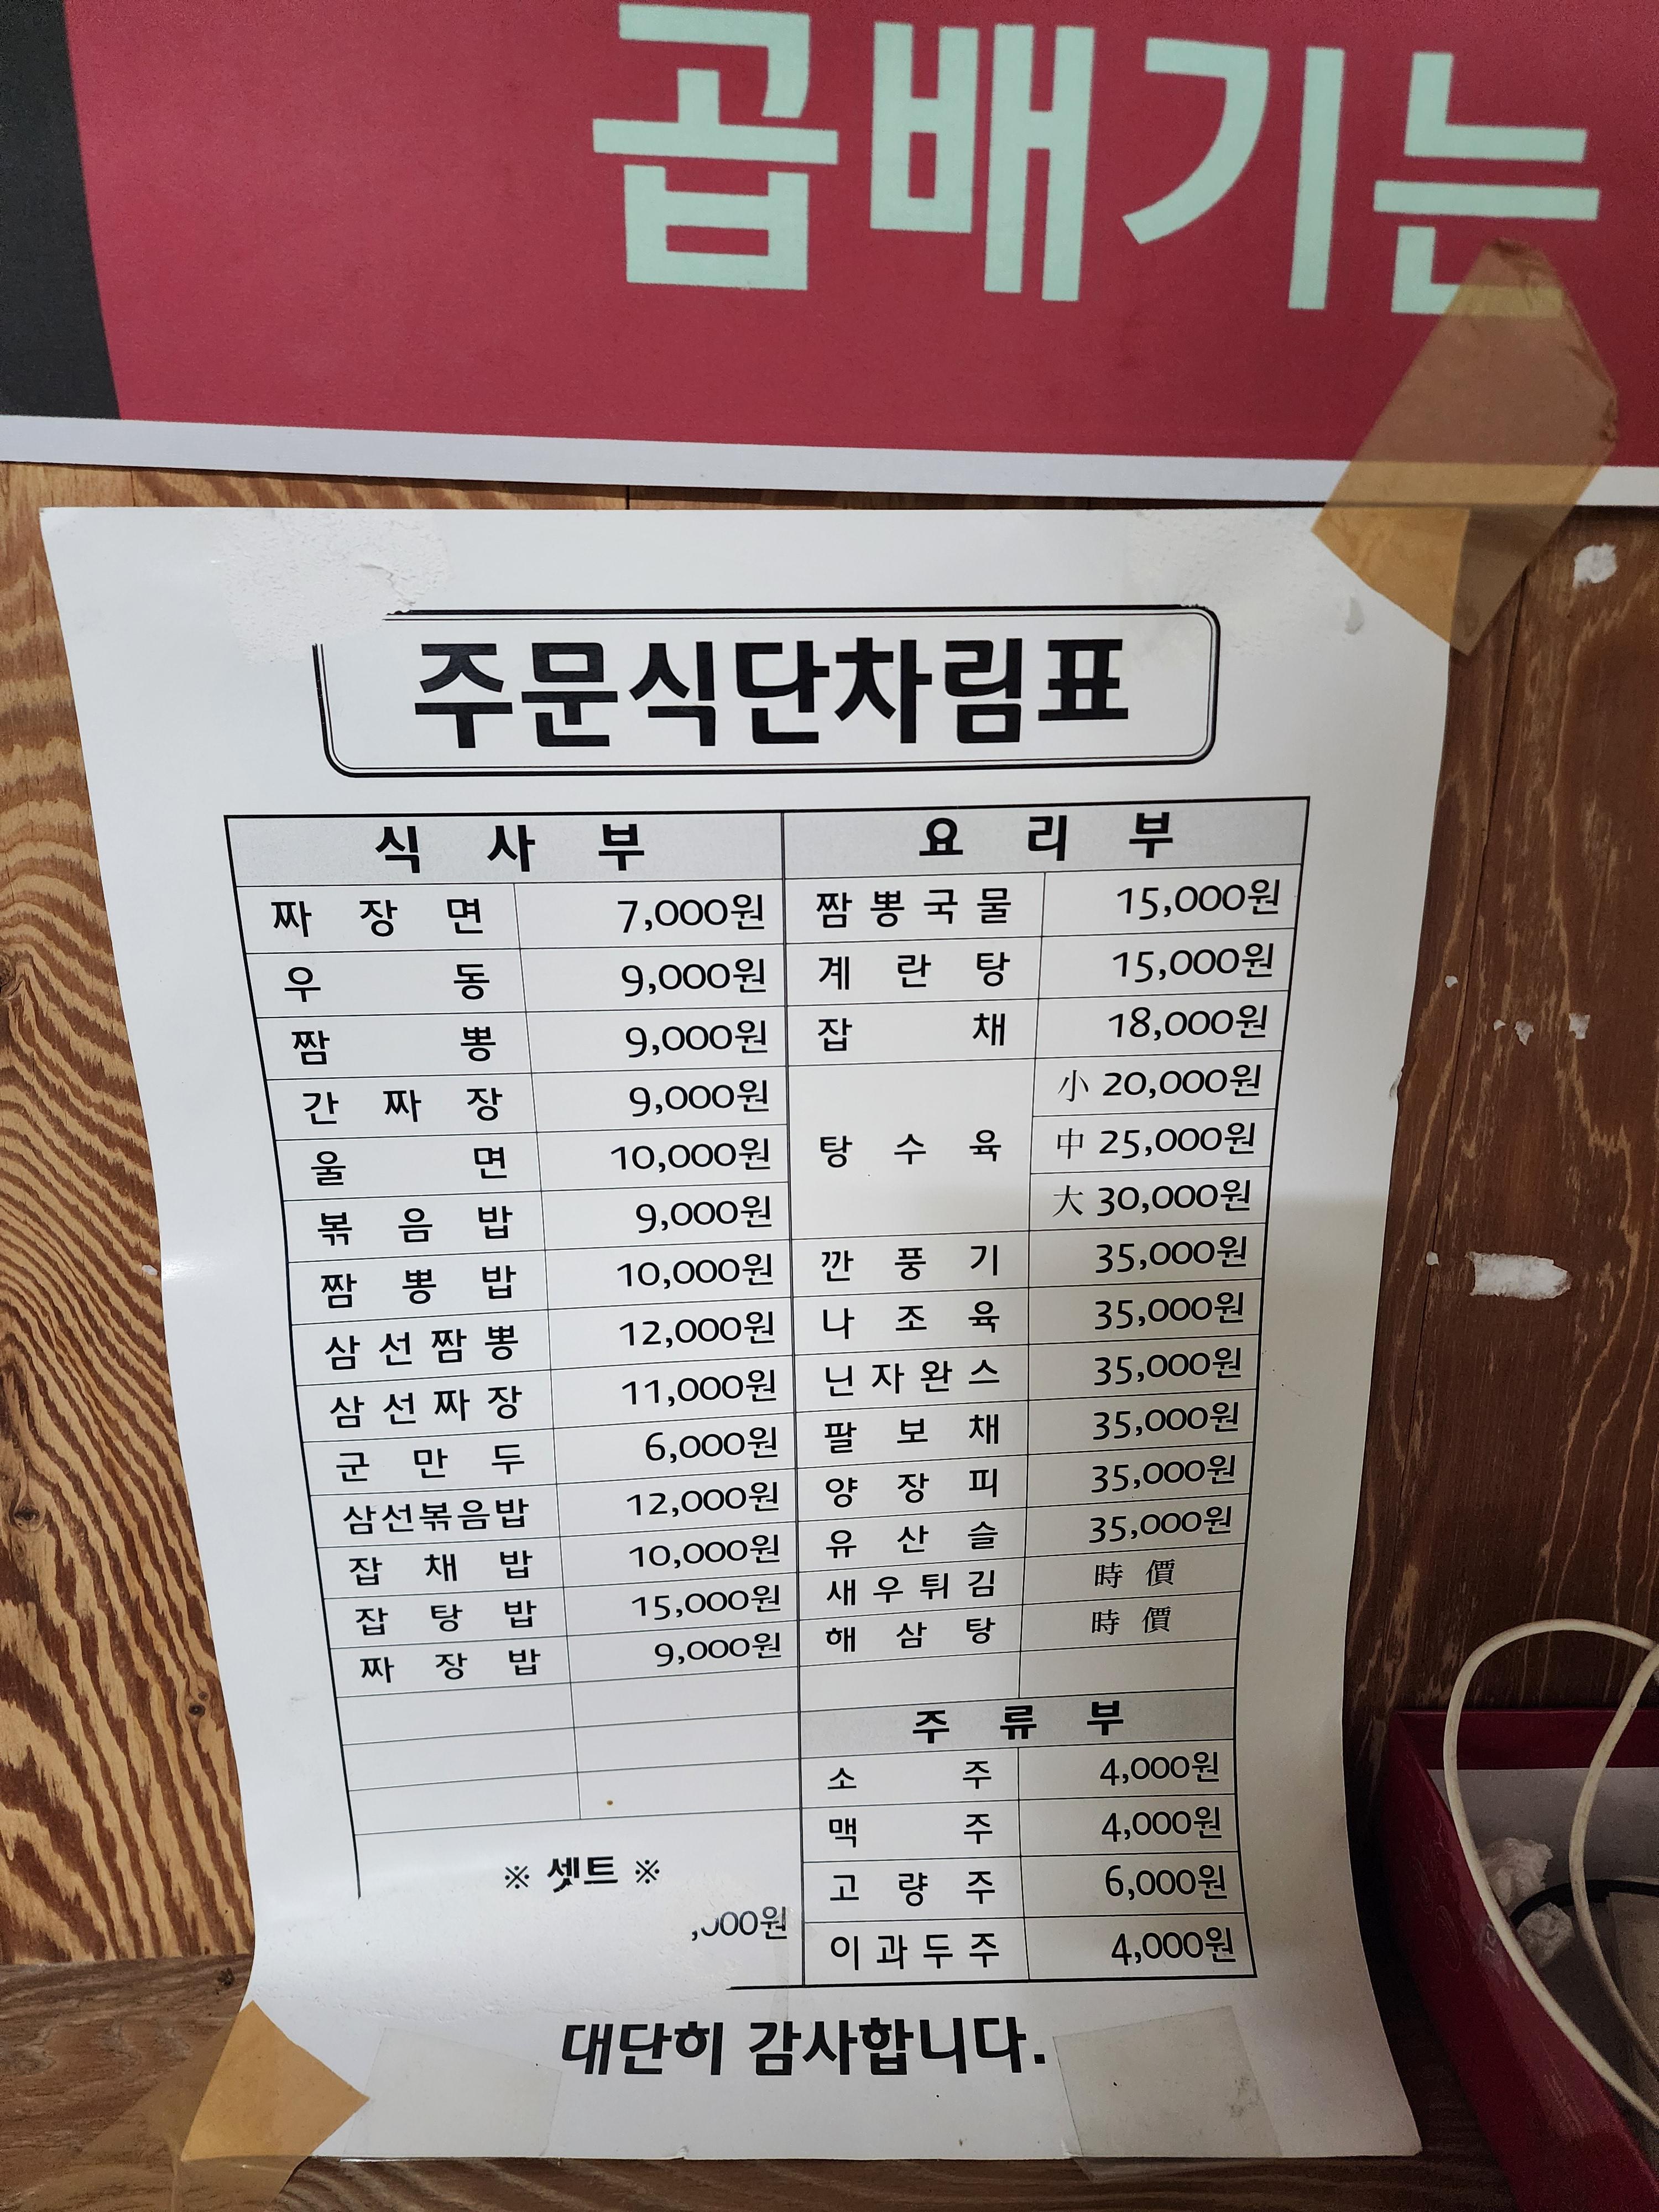 곱배기는
주문식단차림표
식 사 부
짜 장 면 7,000원
우 동 9,000원
짬 뽕 9,000원
간 짜 장 9,000원
울 면 10,000원
볶 음 밥 9,000원
짬 뽕 밥 10,000원
삼 선 짬 뽕 12,000원
삼 선 짜 장 11,000원
군 만 두 6,000원
삼선볶음밥 12,000원
잡 채 밥 10,000원
잡 탕 밥 15,000원
짜 장 밥 9,000원
※ 셋트 ※
,000원
요 리 부
짬 뽕 국 물 15,000원
계 란 탕 15,000원
잡 채 18,000원
탕 수 육
小 20,000원
中 25,000원
大 30,000원
깐 풍 기 35,000원
나 조 육 35,000원
닌 자 완 스 35,000원
팔 보 채 35,000원
양 장 피 35,000원
유 산 슬 35,000원
새 우 튀 김 時 價
해 삼 탕 時 價
주 류 부
소 주 4,000원
맥 주 4,000원
고 량 주 6,000원
이 과 두 주 4,000원
대단히 감사합니다.